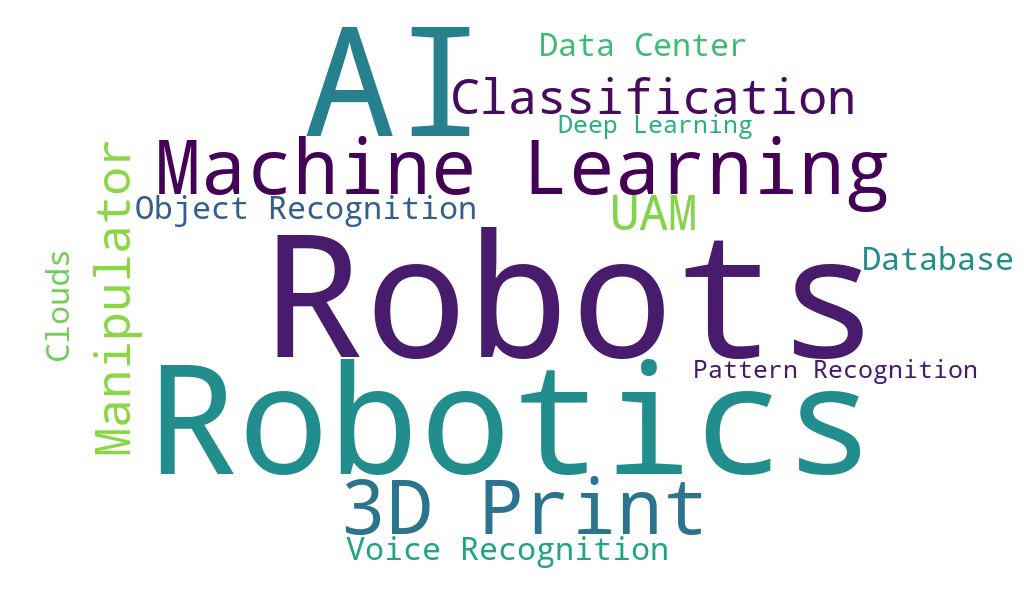 AI
Data Center
Classification
Deep Learning
Machine Learning
Object Recognition
UAM
Manipulator
Clouds
Robots
Database
Pattern Recognition
Robotics
3D Print
Voice Recognition